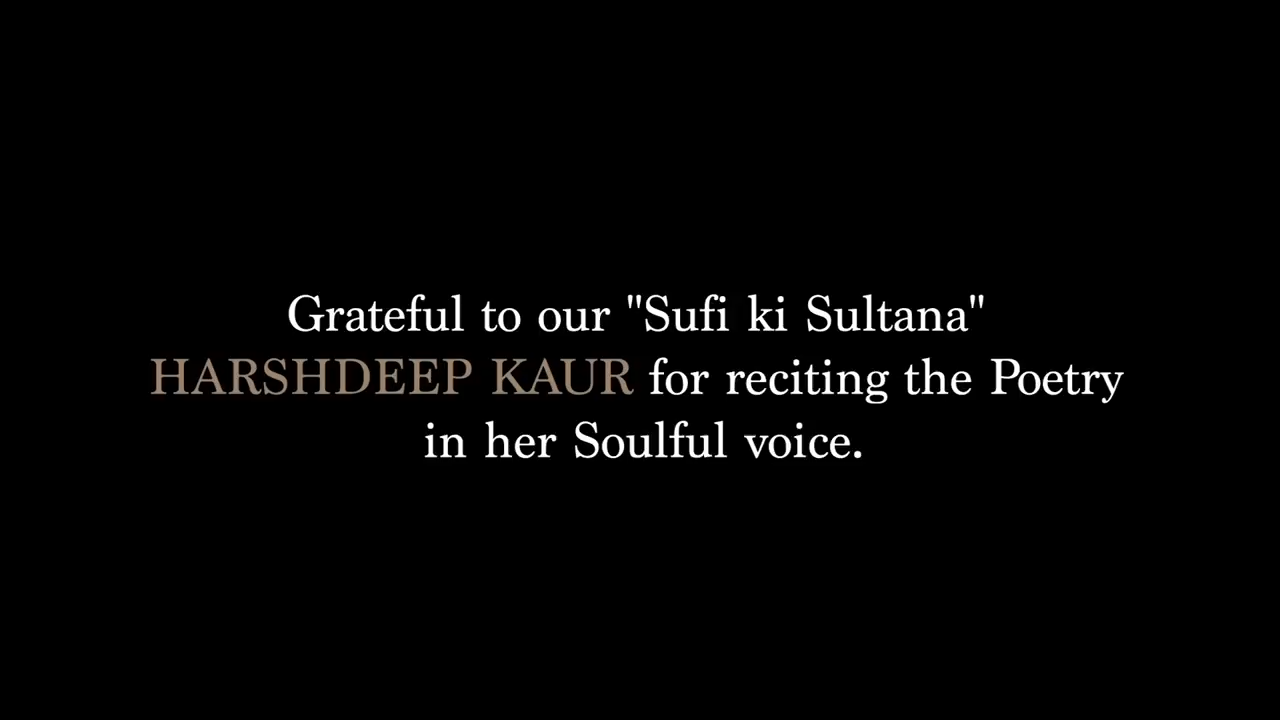 Grateful to our "Sufi ki Sultana"
HARSHDEEP KAUR for reciting the Poetry
in her Soulful voice.